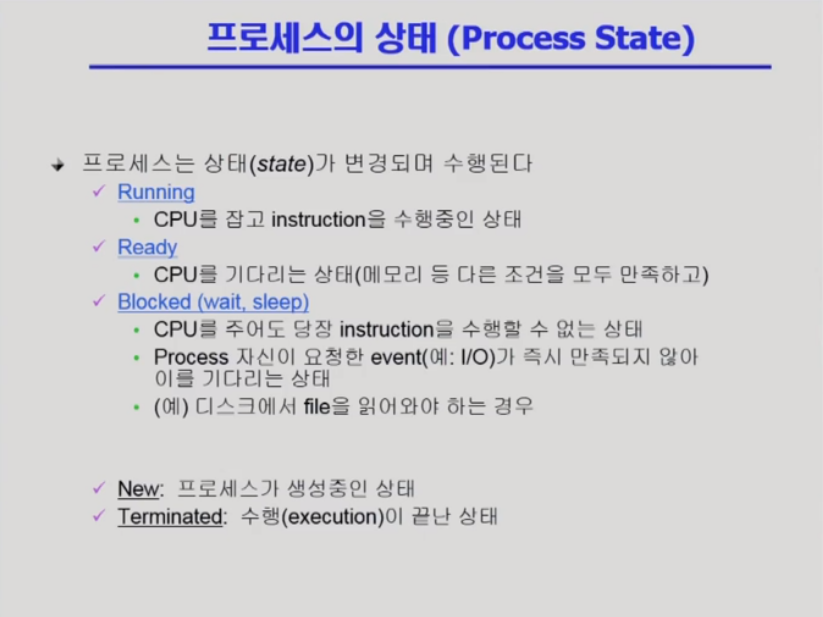 프로세스의 상태 (Process State)
프로세스는 상태(state)가 변경되며 수행된다
Running
CPU를 잡고 instruction을 수행중인 상태
Ready
CPU를 기다리는 상태(메모리 등 다른 조건을 모두 만족하고)
Blocked (wait, sleep)
CPU를 주어도 당장 instruction을 수행할 수 없는 상태
Process 자신이 요청한 event(예: I/O)가 즉시 만족되지 않아
이를 기다리는 상태
(예) 디스크에서 file을 읽어와야 하는 경우
New: 프로세스가 생성중인 상태
Terminated: 수행(execution)이 끝난 상태